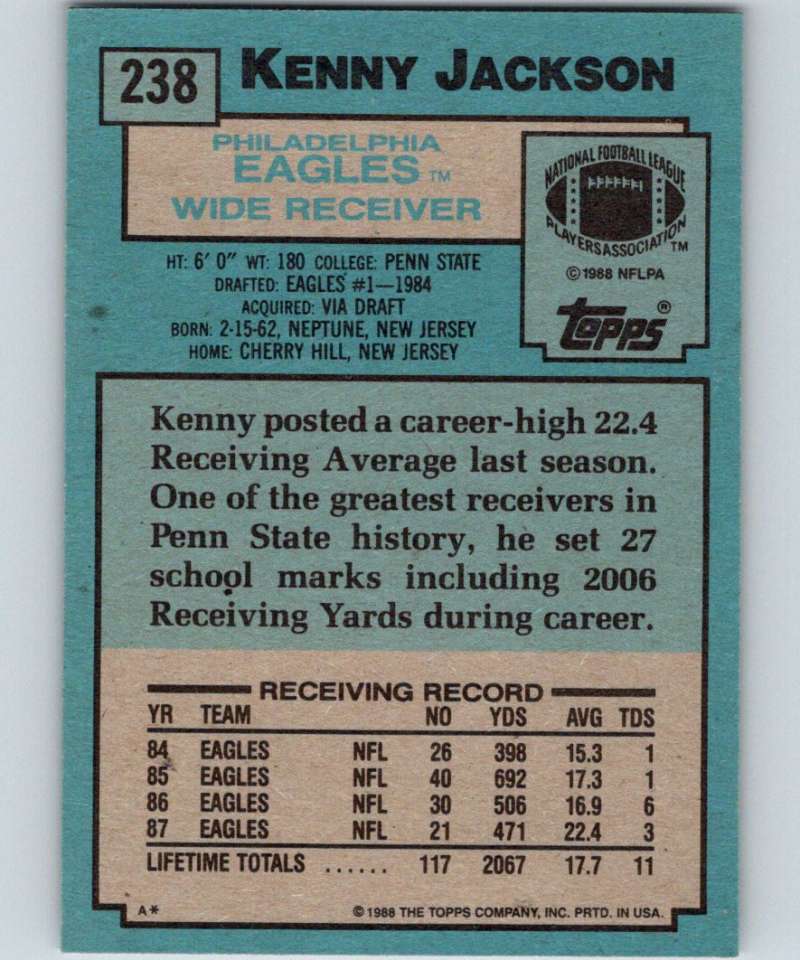 238 KENNY JACKSON
PHILADELPHIA
EAGLES TM
WIDE RECEIVER
NATIONAL FOOTBALL LEAGUE
PLAYERS ASSOCIATION TM
© 1988 NFLPA
TOPPS ®
HT: 6' 0" WT: 180 COLLEGE: PENN STATE
DRAFTED: EAGLES #1—1984
ACQUIRED: VIA DRAFT
BORN: 2-15-62, NEPTUNE, NEW JERSEY
HOME: CHERRY HILL, NEW JERSEY
Kenny posted a career-high 22.4
Receiving Average last season.
One of the greatest receivers in
Penn State history, he set 27
school marks including 2006
Receiving Yards during career.
RECEIVING RECORD
YR TEAM NO YDS AVG TDS
84 EAGLES NFL 26 398 15.3 1
85 EAGLES NFL 40 692 17.3 1
86 EAGLES NFL 30 506 16.9 6
87 EAGLES NFL 21 471 22.4 3
LIFETIME TOTALS ...... 117 2067 17.7 11
A* © 1988 THE TOPPS COMPANY, INC. PRTD. IN USA.